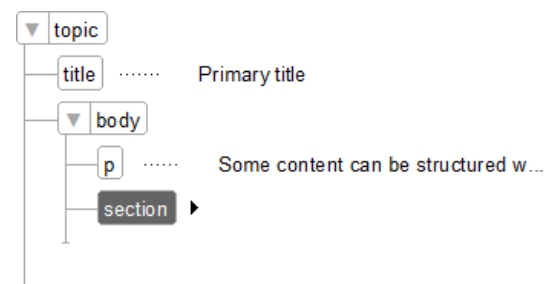 topic
title ....... Primary title
body
p ...... Some content can be structured w...
section